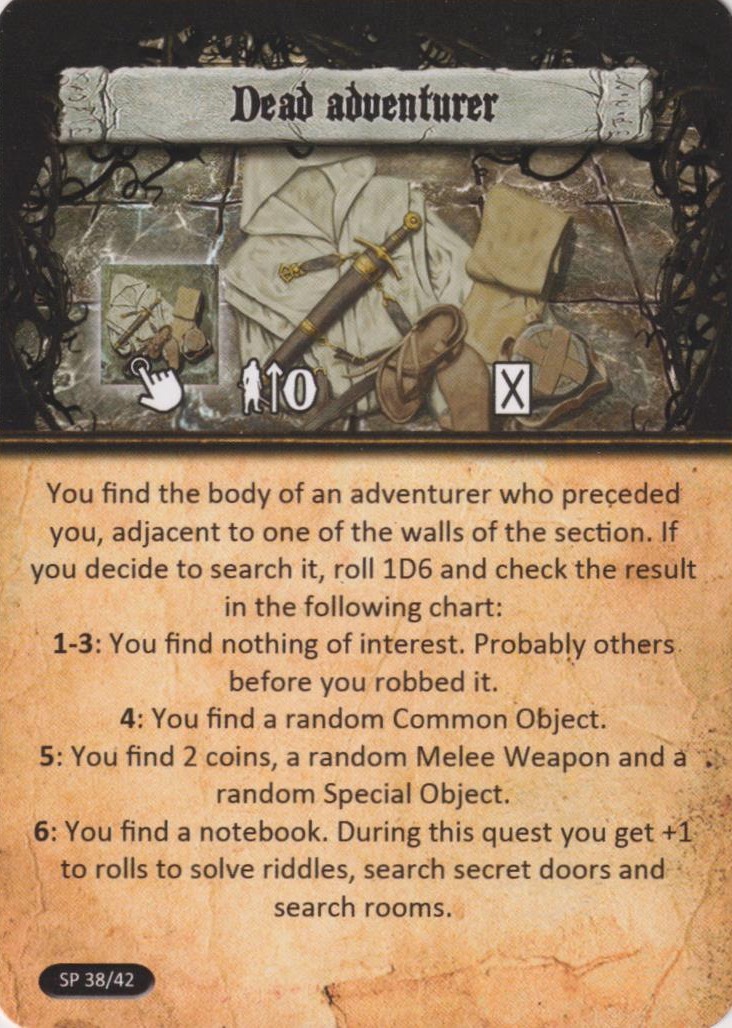 Dead adventurer
0
X
You find the body of an adventurer who preceded
you, adjacent to one of the walls of the section. If
you decide to search it, roll 1D6 and check the result
in the following chart:
1-3: You find nothing of interest. Probably others
before you robbed it.
4: You find a random Common Object.
5: You find 2 coins, a random Melee Weapon and a
random Special Object.
6: You find a notebook. During this quest you get +1
to rolls to solve riddles, search secret doors and
search rooms.
SP 38/42